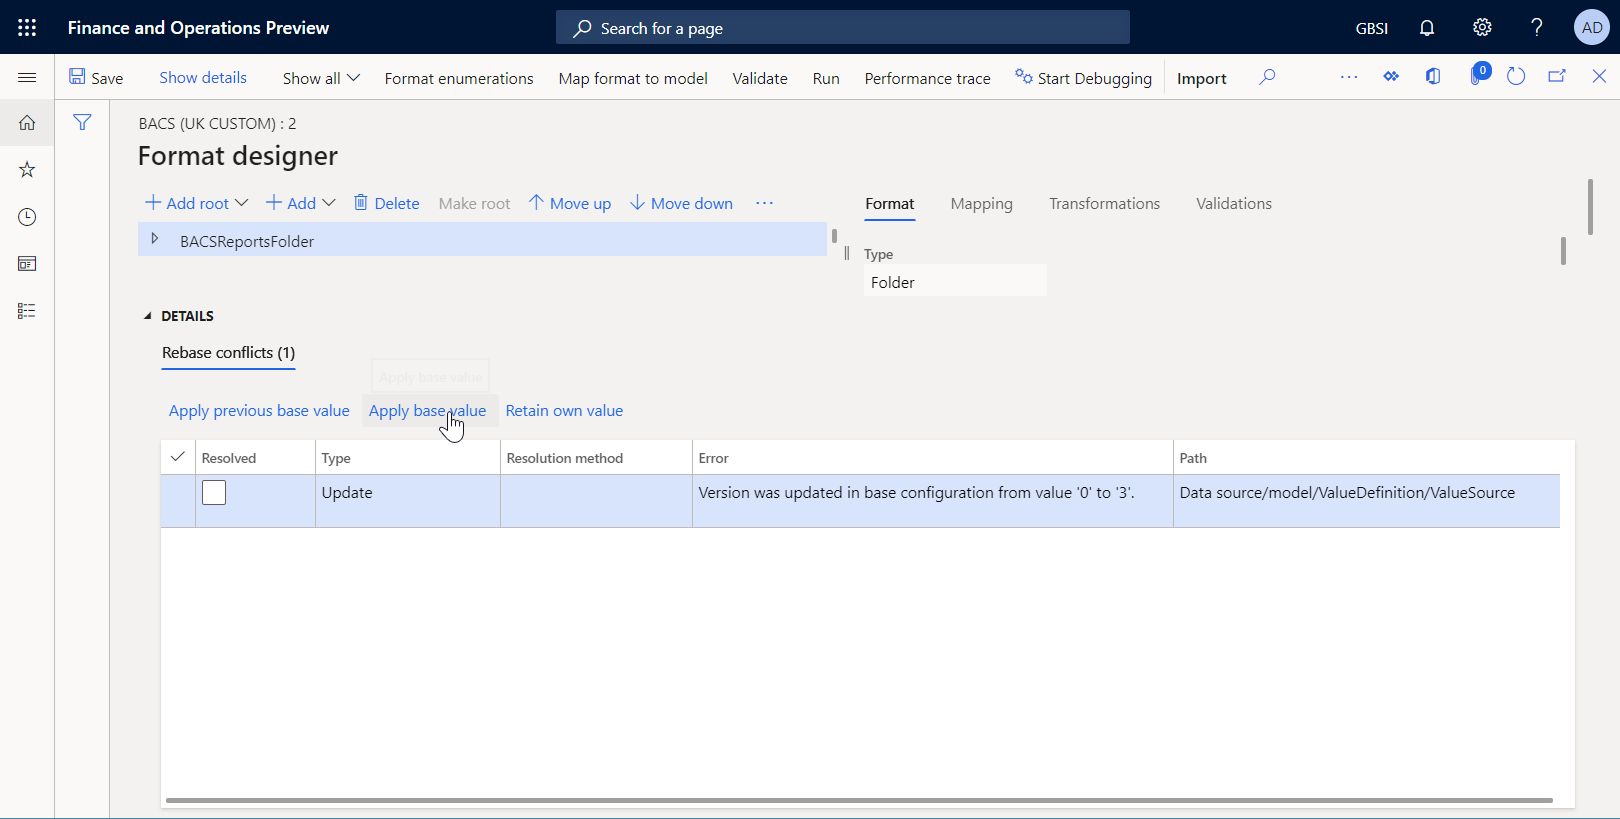 Finance and Operations Preview
Search for a page
GBSI
?
AD
Save
Show details
Show all
Format enumerations
Map format to model
Validate
Run
Performance trace
Start Debugging
Import
0
BACS (UK CUSTOM) : 2
Format designer
Add root
Add
Delete
Make root
Move up
Move down
Format
Mapping
Transformations
Validations
BACSReportsFolder
Type
Folder
DETAILS
Rebase conflicts (1)
Apply base value
Apply previous base value
Apply base value
Retain own value
Resolved
Type
Resolution method
Error
Path
Update
Version was updated in base configuration from value '0' to '3'.
Data source/model/ValueDefinition/ValueSource